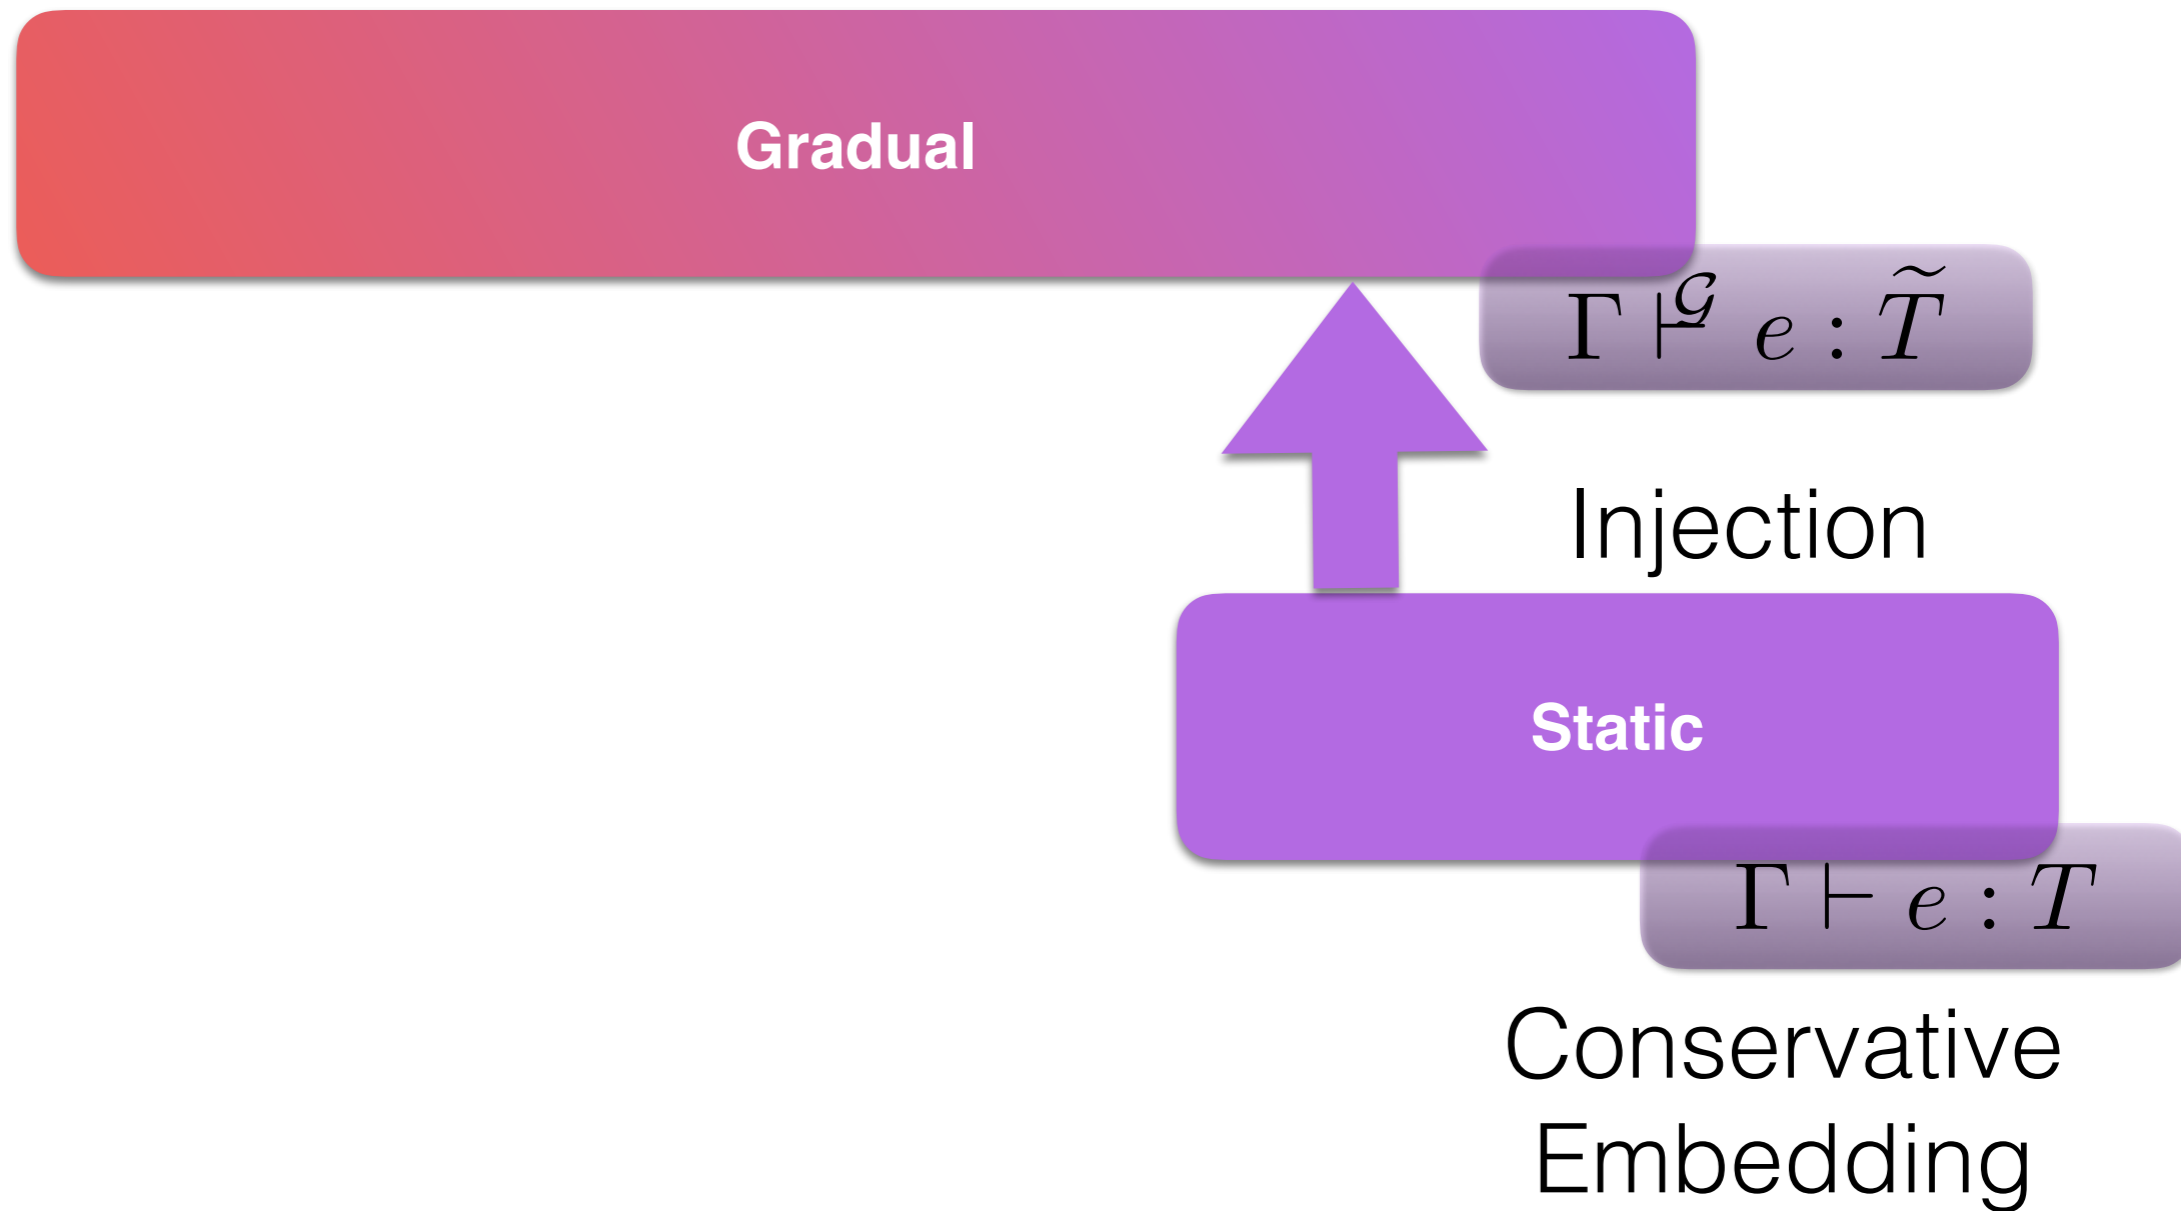 Gradual
Γ ⊢𝒢 e : T̃
Injection
Static
Γ ⊢ e : T
Conservative
Embedding